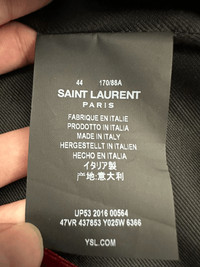 44 170/88A
SAINT LAURENT
PARIS
FABRIQUE EN ITALIE
PRODOTTO IN ITALIA
MADE IN ITALY
HERGESTELLT IN ITALIEN
HECHO EN ITALIA
イタリア製
产地:意大利
UP53 2016 00564
47VR 437853 Y025W 6366
YSL.COM